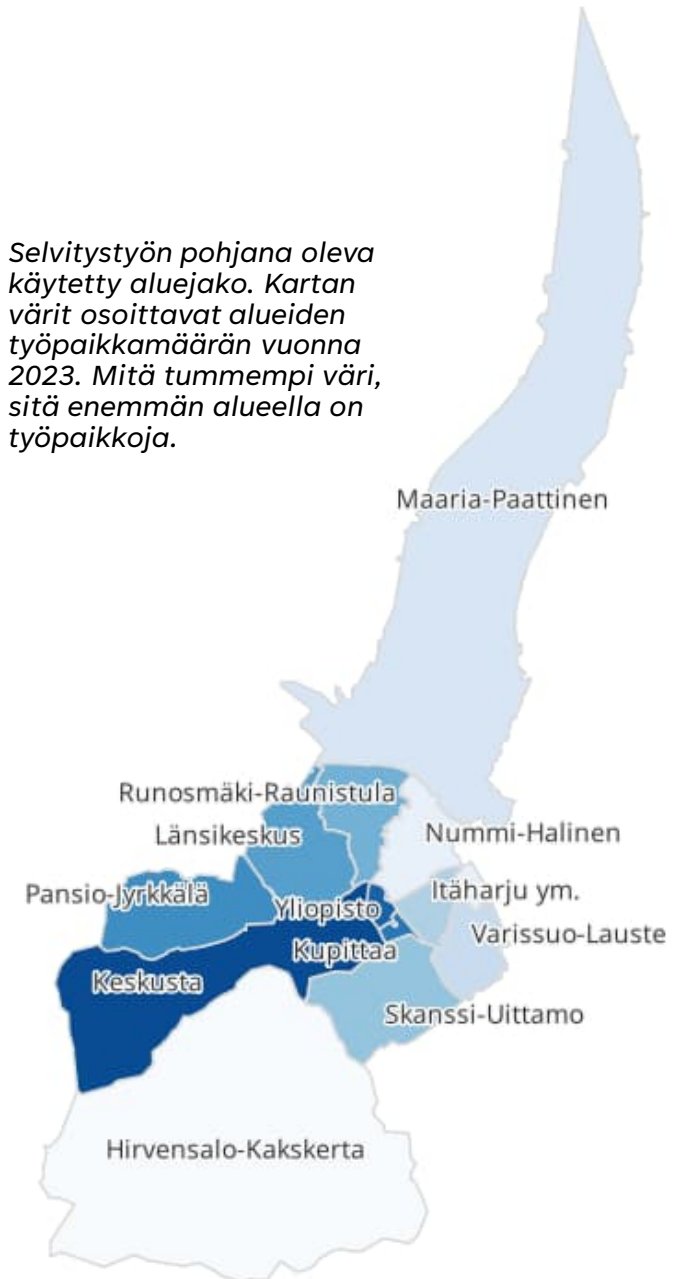 Selvitystyön pohjana oleva
käytetty aluejako. Kartan
värit osoittavat alueiden
työpaikkamäärän vuonna
2023. Mitä tummempi väri,
sitä enemmän alueella on
työpaikkoja.
Maaria-Paattinen
Runosmäki-Raunistula
Länsikeskus
Nummi-Halinen
Pansio-Jyrkkälä
Itäharju ym.
Yliopisto
Varissuo-Lauste
Kupittaa
Keskusta
Skanssi-Uittamo
Hirvensalo-Kakskerta